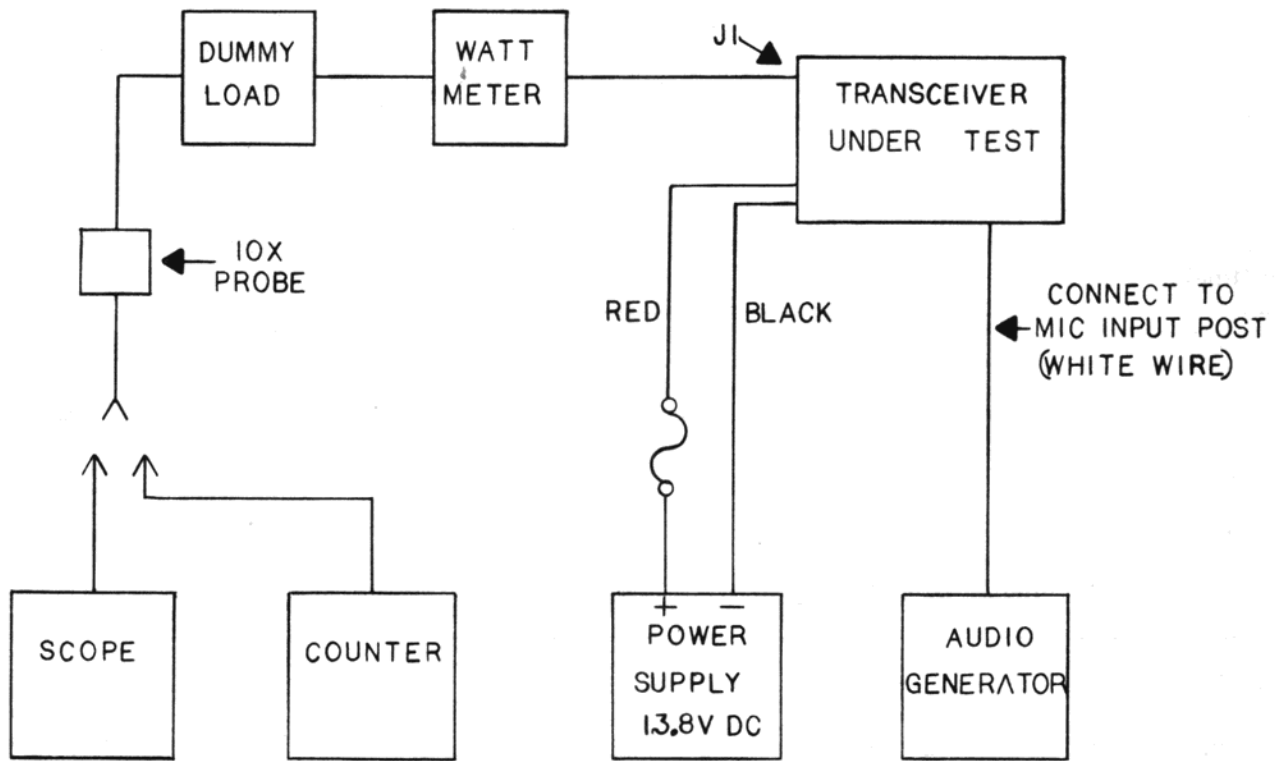 DUMMY
LOAD
WATT
METER
J1
TRANSCEIVER
UNDER TEST
10X
PROBE
RED
BLACK
CONNECT TO
MIC INPUT POST
(WHITE WIRE)
SCOPE
COUNTER
+ −
POWER
SUPPLY
13.8V DC
AUDIO
GENERATOR